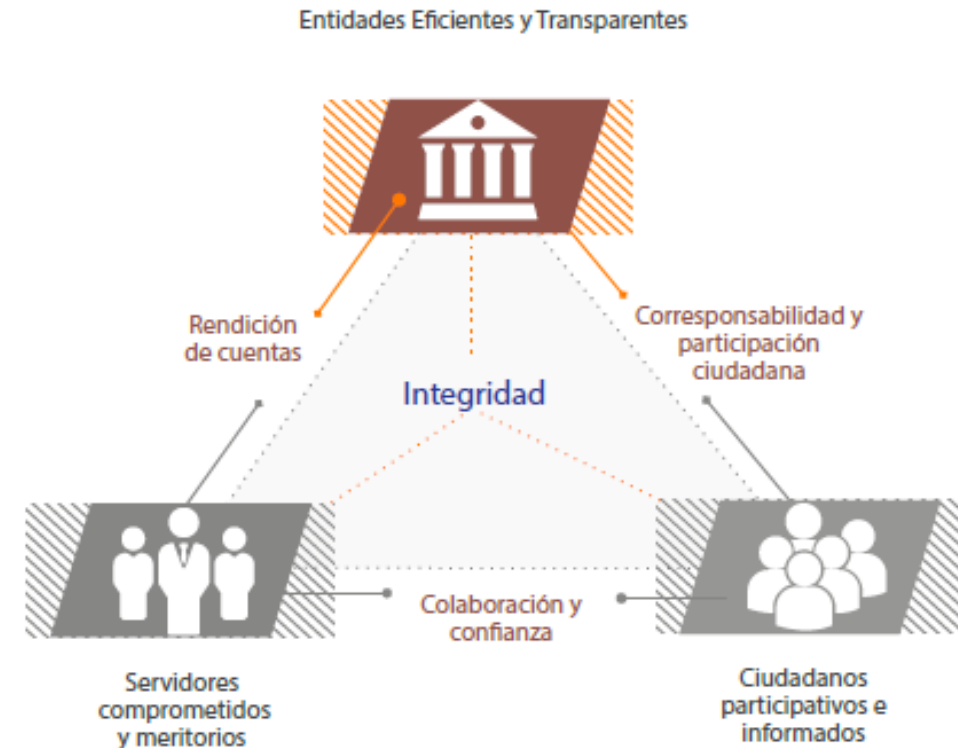 Entidades Eficientes y Transparentes
Rendición
de cuentas
Corresponsabilidad y
participación
ciudadana
Integridad
Colaboración y
confianza
Servidores
comprometidos
y meritorios
Ciudadanos
participativos e
informados